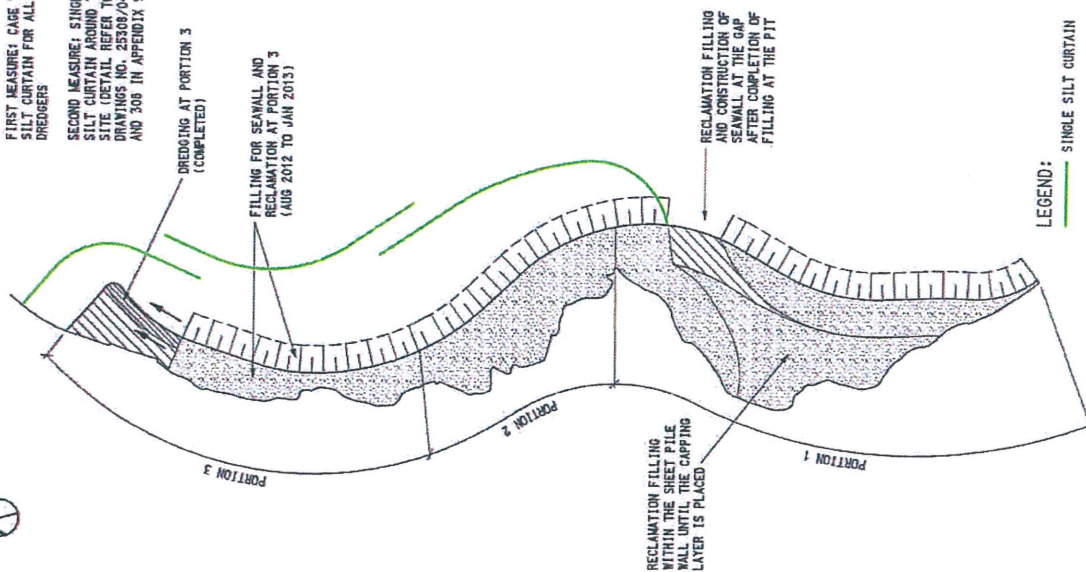 FIRST MEASURE: CAGE
SILT CURTAIN FOR ALL
DREDGERS
SECOND MEASURE:
SILT CURTAIN AROUND
SITE (DETAIL REFER TO
DRAWINGS NO.
AND 306 IN APPENDIX
DREDGING AT PORTION 3
(COMPLETED)
FILLING FOR SEAWALL AND
RECLAMATION AT PORTION 3
(AUG 2012 TO JAN 2013)
PORTION 3
PORTION 2
PORTION 1
RECLAMATION FILLING
AND CONSTRUCTION OF
SEAWALL AT THE GAP
AFTER COMPLETION OF
FILLING AT THE PIT
RECLAMATION FILLING
WITHIN THE SHEET PILE
WALL UNTIL THE CAPPING
LAYER IS PLACED
LEGEND:
SINGLE SILT CURTAIN